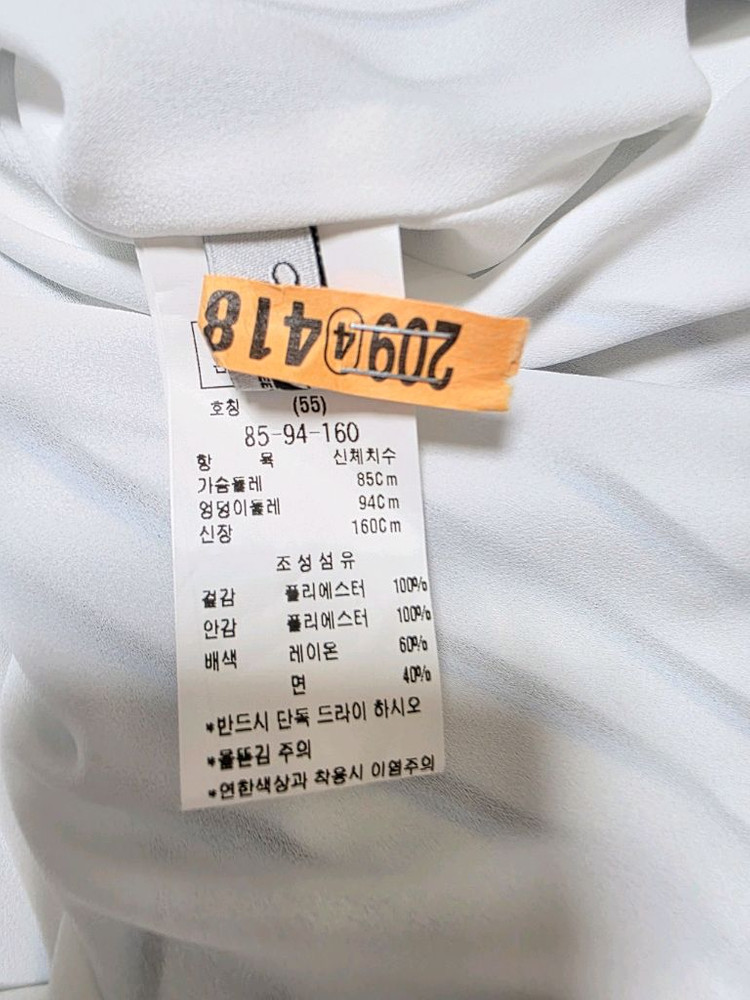 209 4 418
호칭 (55)
85-94-160
항 목 신체치수
가슴둘레 85Cm
엉덩이둘레 94Cm
신장 160Cm
조성섬유
겉감 폴리에스터 100%
안감 폴리에스터 100%
배색 레이온 60%
면 40%
*반드시 단독 드라이 하시오
*올뜯김 주의
*연한색상과 착용시 이염주의